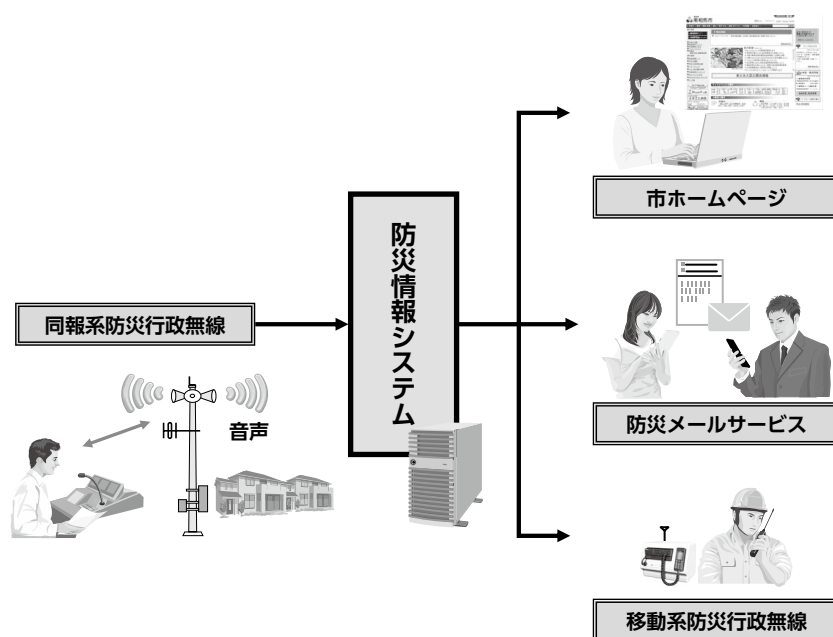 市ホームページ
防災情報システム
同報系防災行政無線
音声
防災メールサービス
移動系防災行政無線